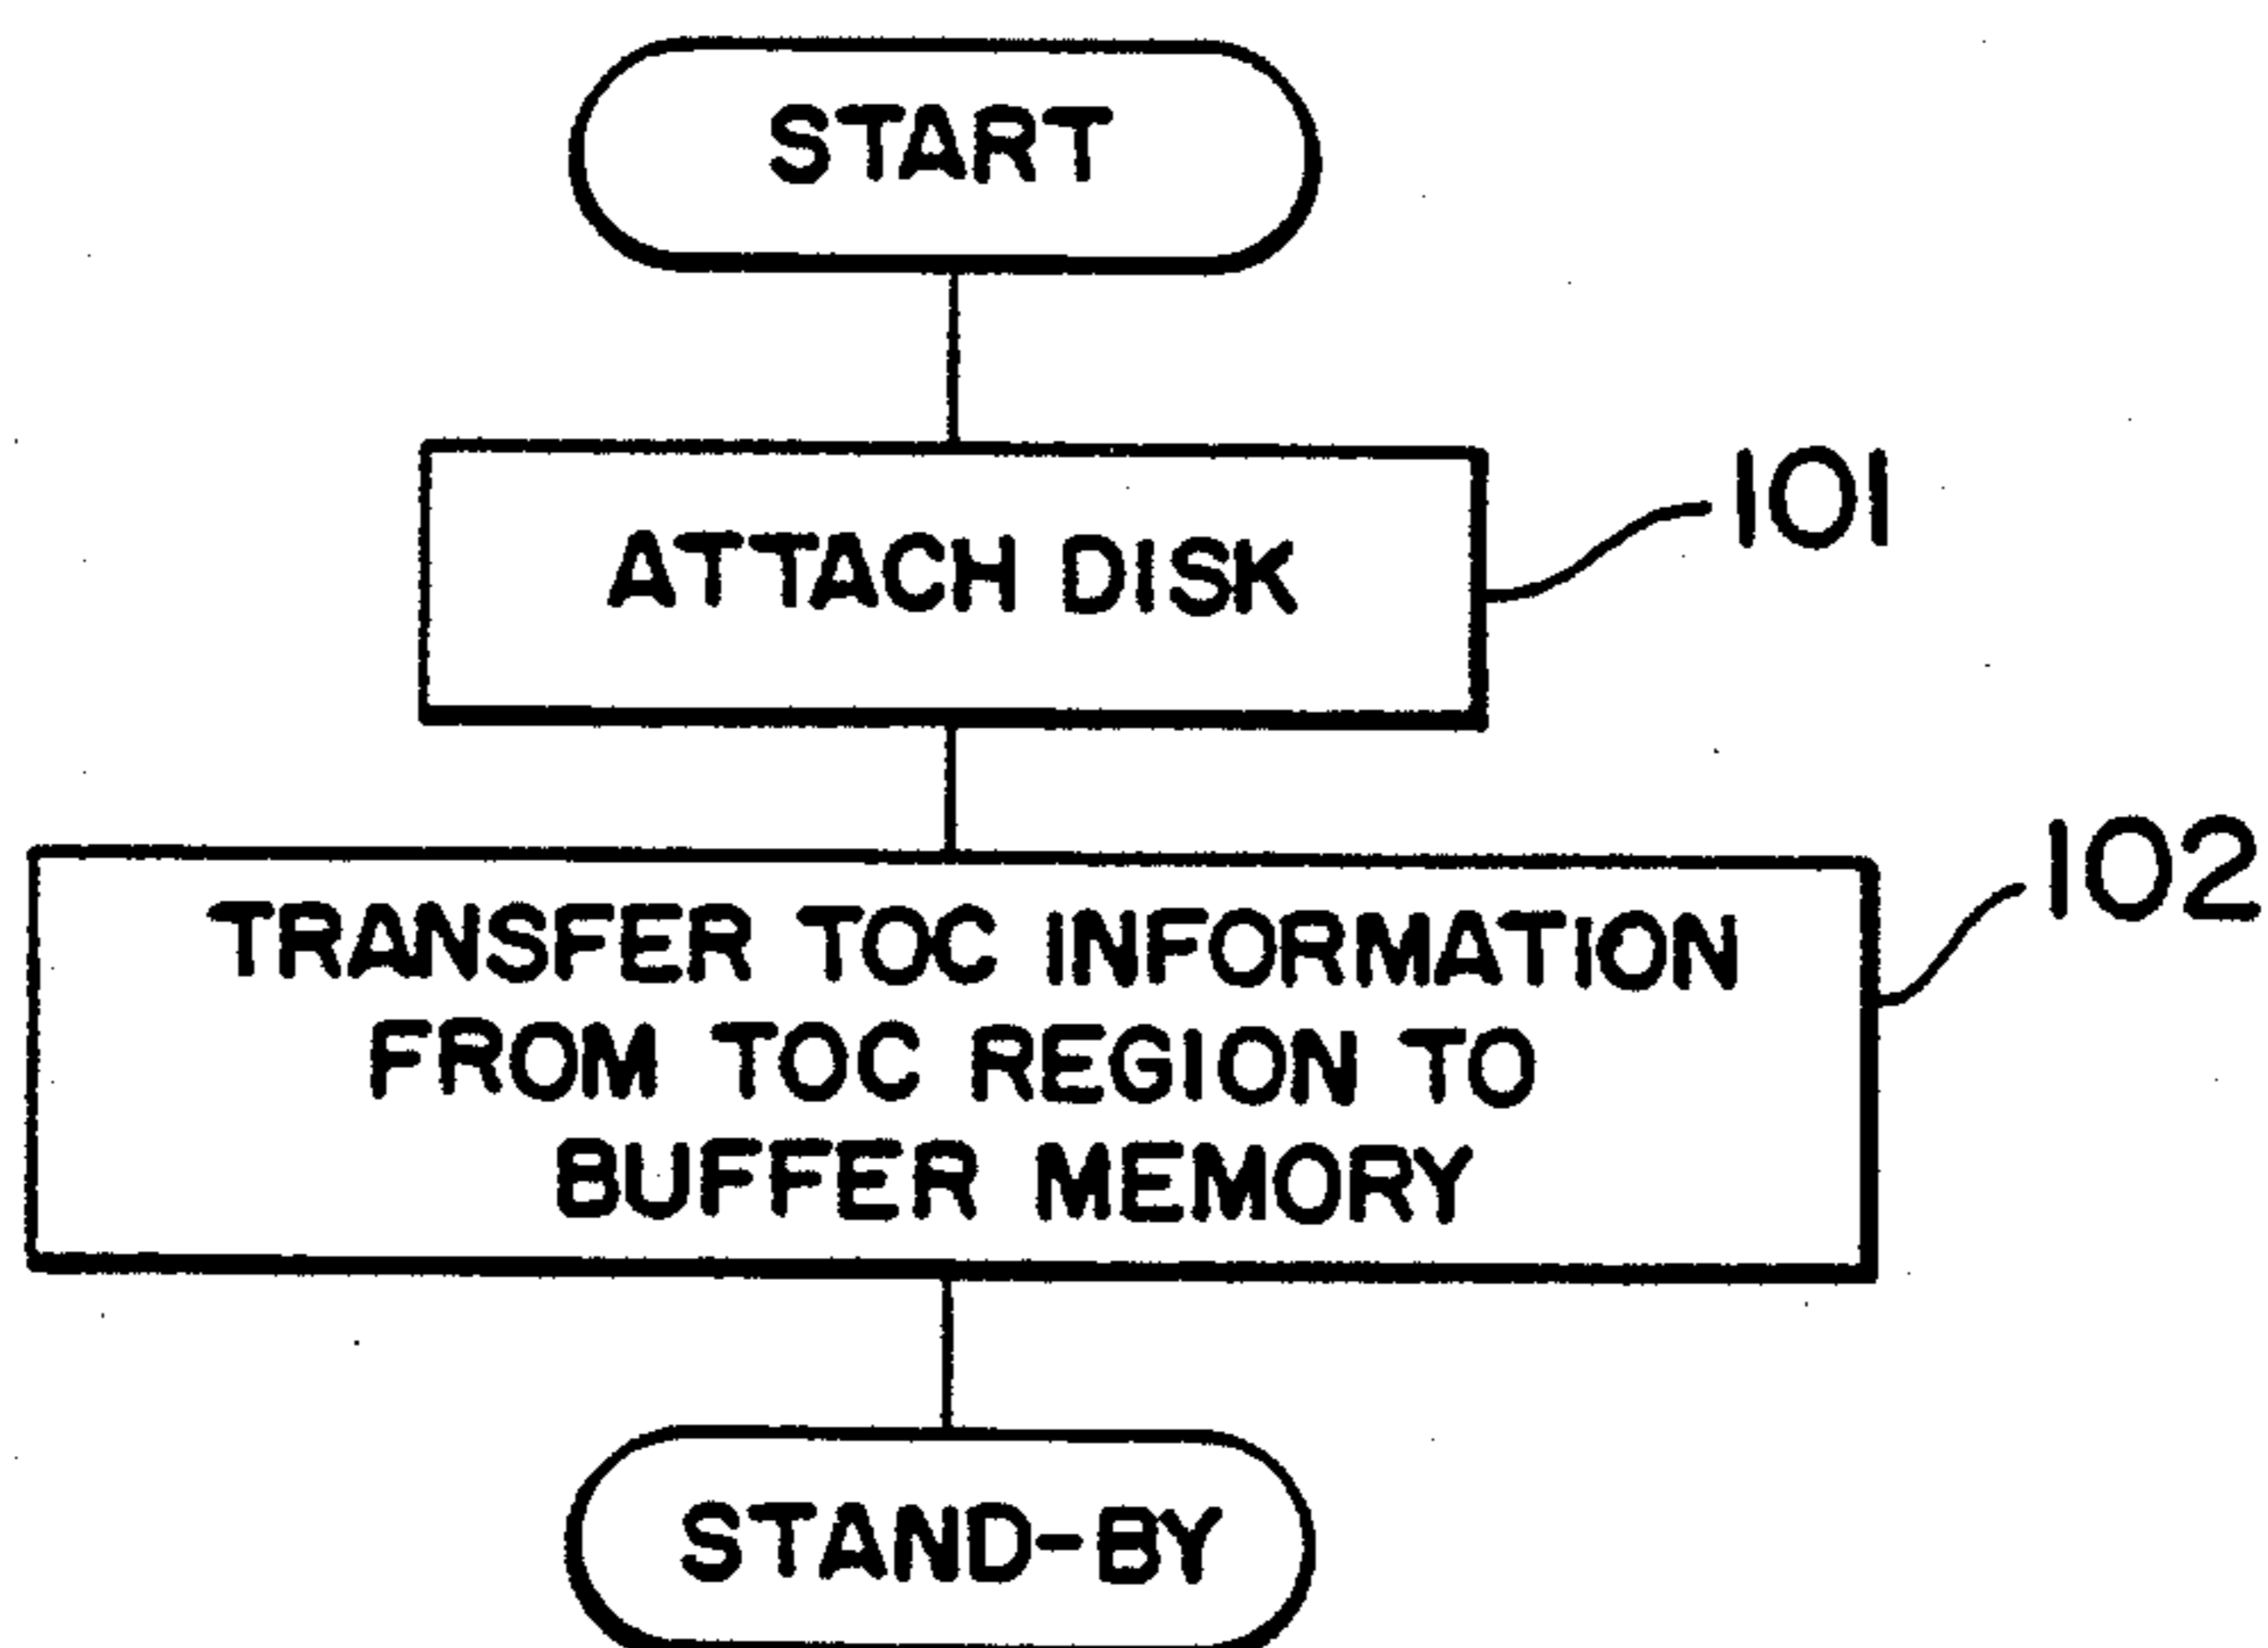 START
ATTACH DISK
101
TRANSFER TOC INFORMATION
FROM TOC REGION TO
BUFFER MEMORY
102
STAND-BY